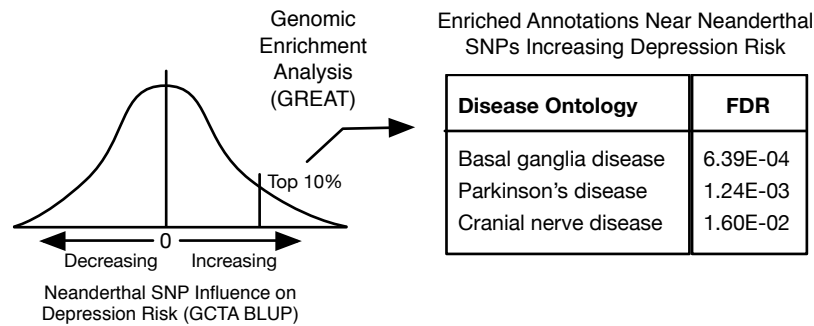 Genomic
Enrichment
Analysis
(GREAT)
Top 10%
0
Decreasing Increasing
Neanderthal SNP Influence on
Depression Risk (GCTA BLUP)
Enriched Annotations Near Neanderthal
SNPs Increasing Depression Risk
Disease Ontology FDR
Basal ganglia disease 6.39E-04
Parkinson's disease 1.24E-03
Cranial nerve disease 1.60E-02